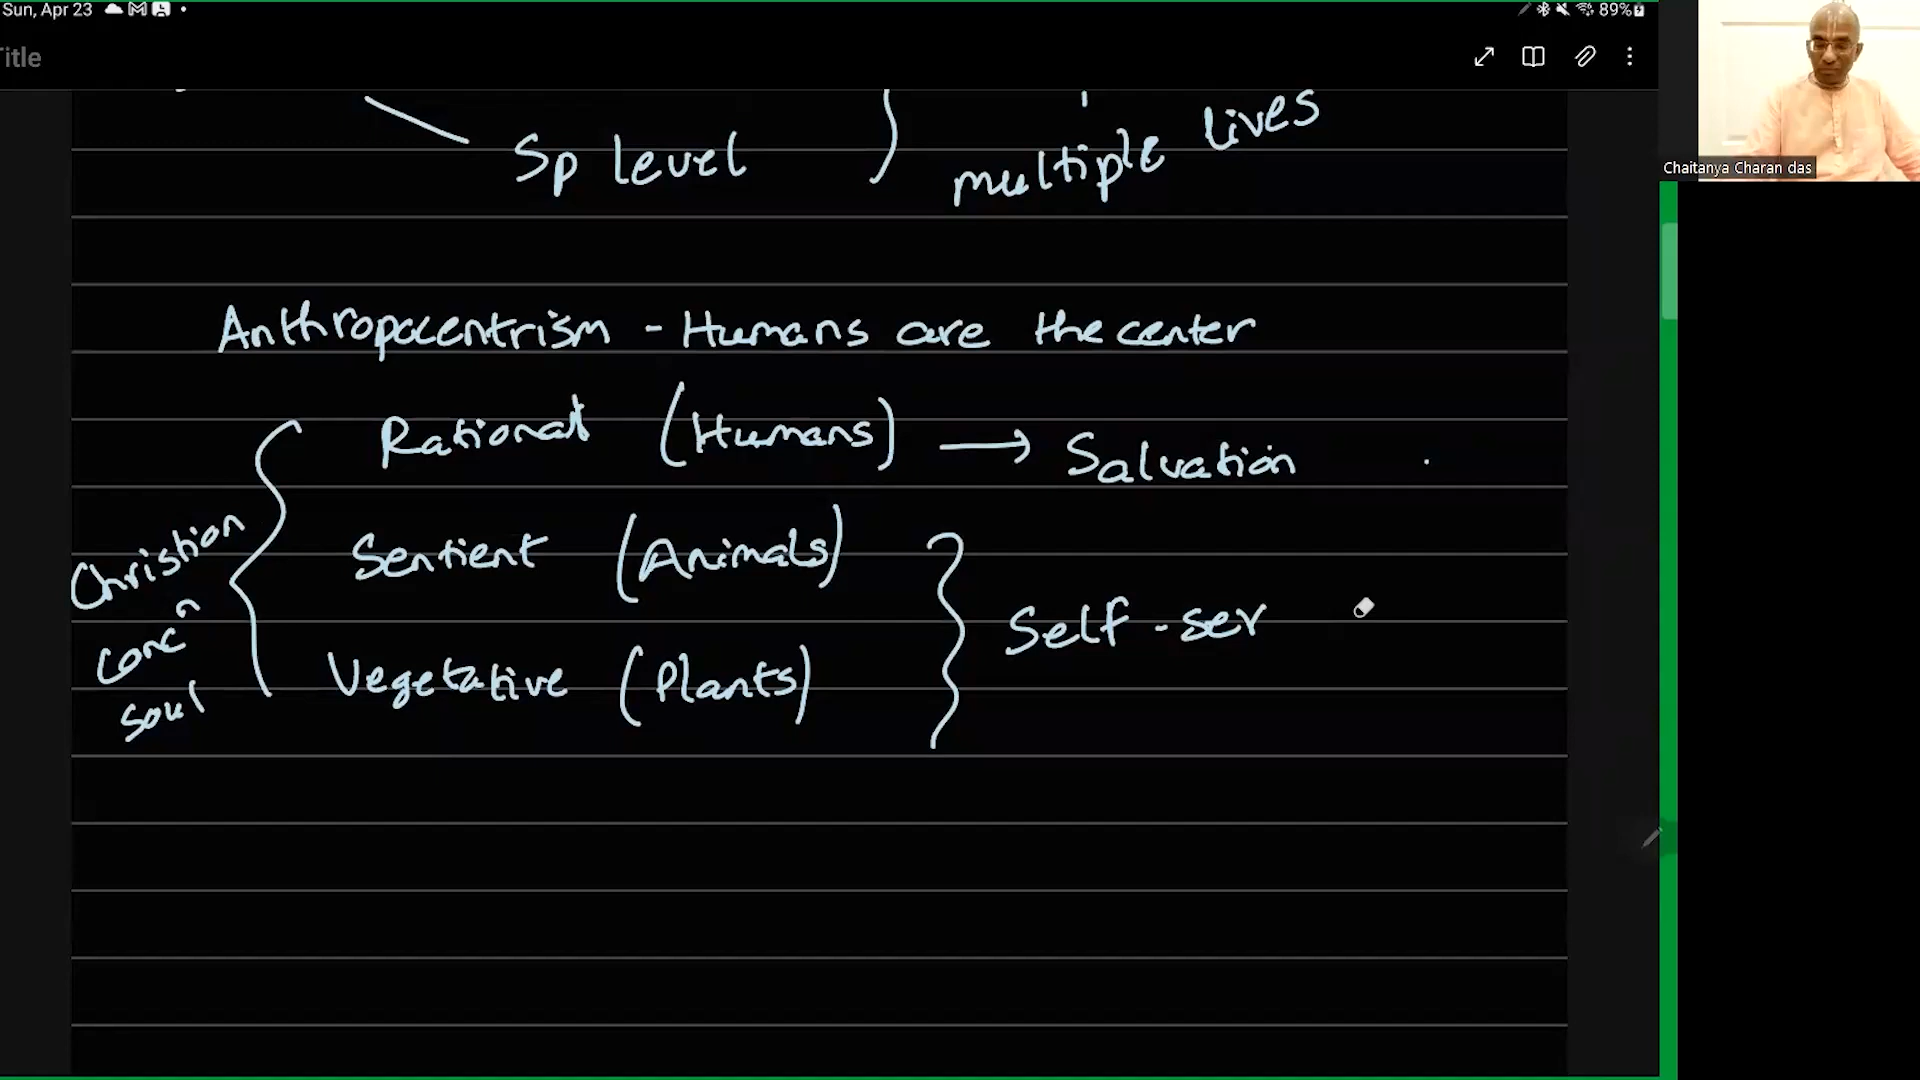 Sun, Apr 23
89%
Title
Sp level
multiple lives
Anthropocentrism - Humans are the center
Rational (Humans) → Salvation
Sentient (Animals)
Vegetative (Plants)
Self-ser
Christian
concⁿ
soul
Chaitanya Charan das